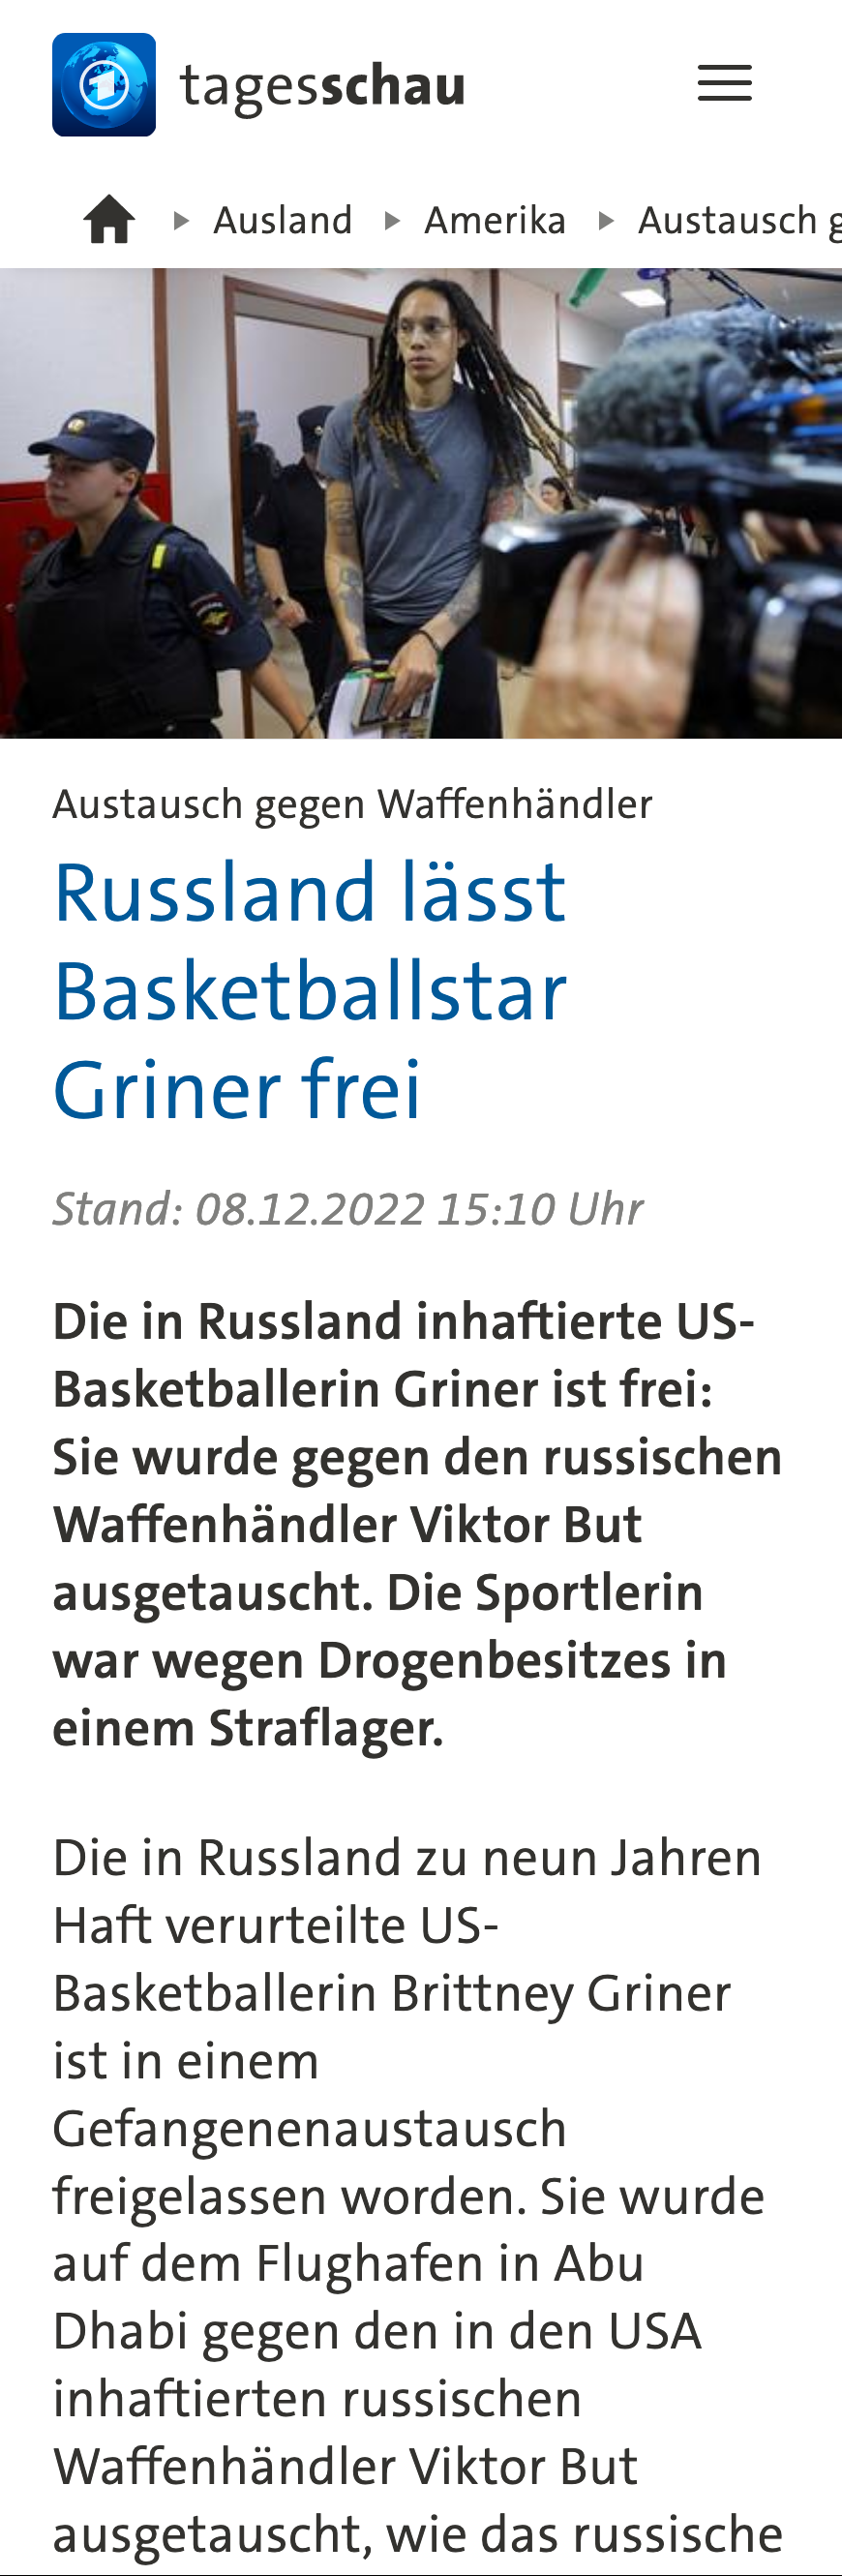 tagesschau
Ausland Amerika Austausch g
Austausch gegen Waffenhändler
Russland lässt
Basketballstar
Griner frei
Stand: 08.12.2022 15:10 Uhr
Die in Russland inhaftierte US-
Basketballerin Griner ist frei:
Sie wurde gegen den russischen
Waffenhändler Viktor But
ausgetauscht. Die Sportlerin
war wegen Drogenbesitzes in
einem Straflager.
Die in Russland zu neun Jahren
Haft verurteilte US-
Basketballerin Brittney Griner
ist in einem
Gefangenenaustausch
freigelassen worden. Sie wurde
auf dem Flughafen in Abu
Dhabi gegen den in den USA
inhaftierten russischen
Waffenhändler Viktor But
ausgetauscht, wie das russische